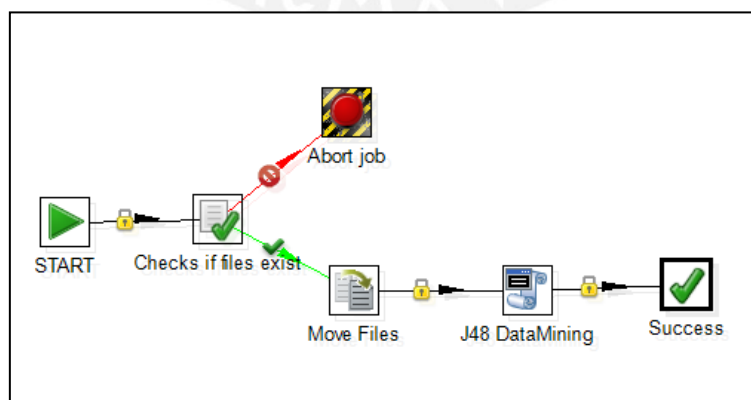 START
Checks if files exist
Abort job
Move Files
J48 DataMining
Success